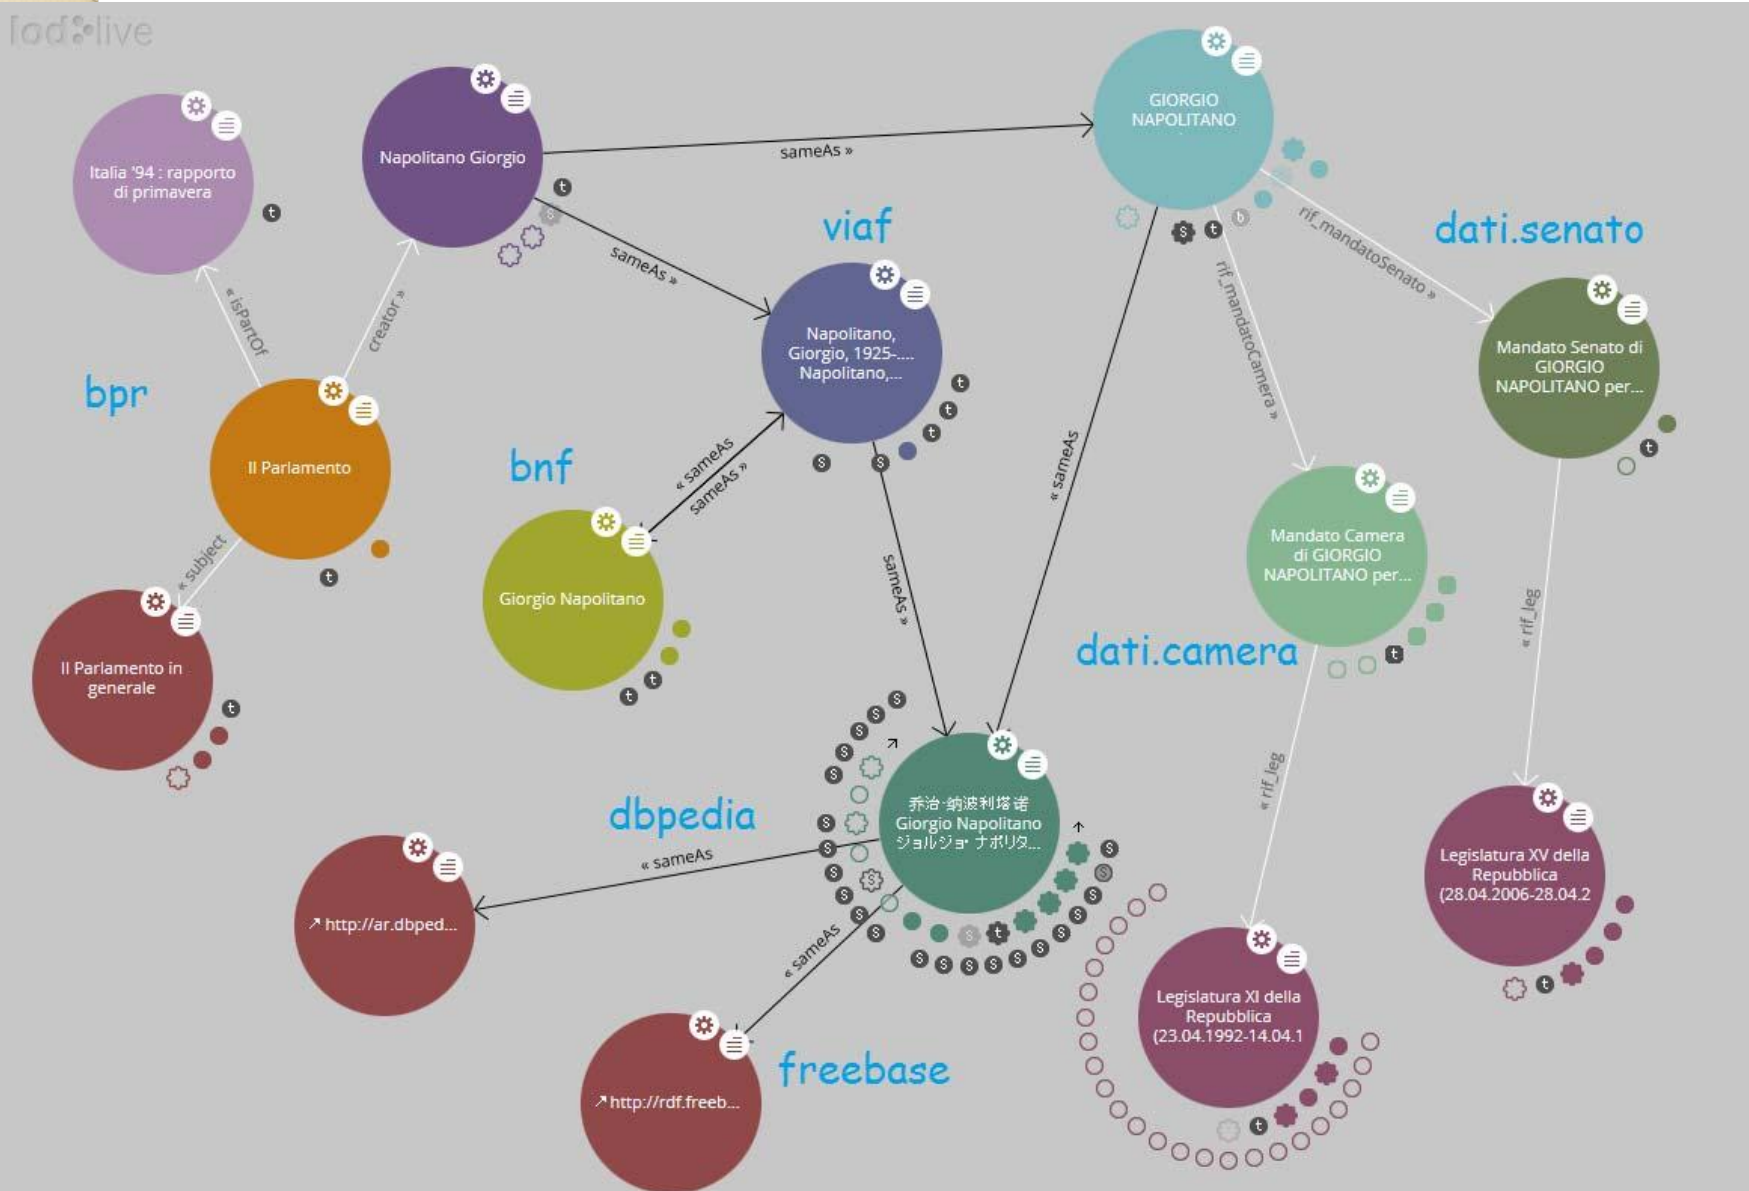 lod live
GIORGIO
NAPOLITANO
Napolitano Giorgio
sameAs »
Italia '94 : rapporto
di primavera
viaf
dati.senato
rif_mandatoSenato »
sameAs »
rif_mandatoCamera »
« isPartOf
creator »
Napolitano,
Giorgio, 1925-....
Napolitano,...
Mandato Senato di
GIORGIO
NAPOLITANO per...
bpr
Il Parlamento
bnf
« sameAs
sameAs »
« sameAs
Mandato Camera
di GIORGIO
NAPOLITANO per...
« subject
Giorgio Napolitano
sameAs »
« rif_leg
dati.camera
Il Parlamento in
generale
« rif_leg
dbpedia
乔治·纳波利塔诺
Giorgio Napolitano
ジョルジョ・ナポリタ...
« sameAs
Legislatura XV della
Repubblica
(28.04.2006-28.04.2
http://ar.dbped...
« sameAs
Legislatura XI della
Repubblica
(23.04.1992-14.04.1
freebase
http://rdf.freeb...